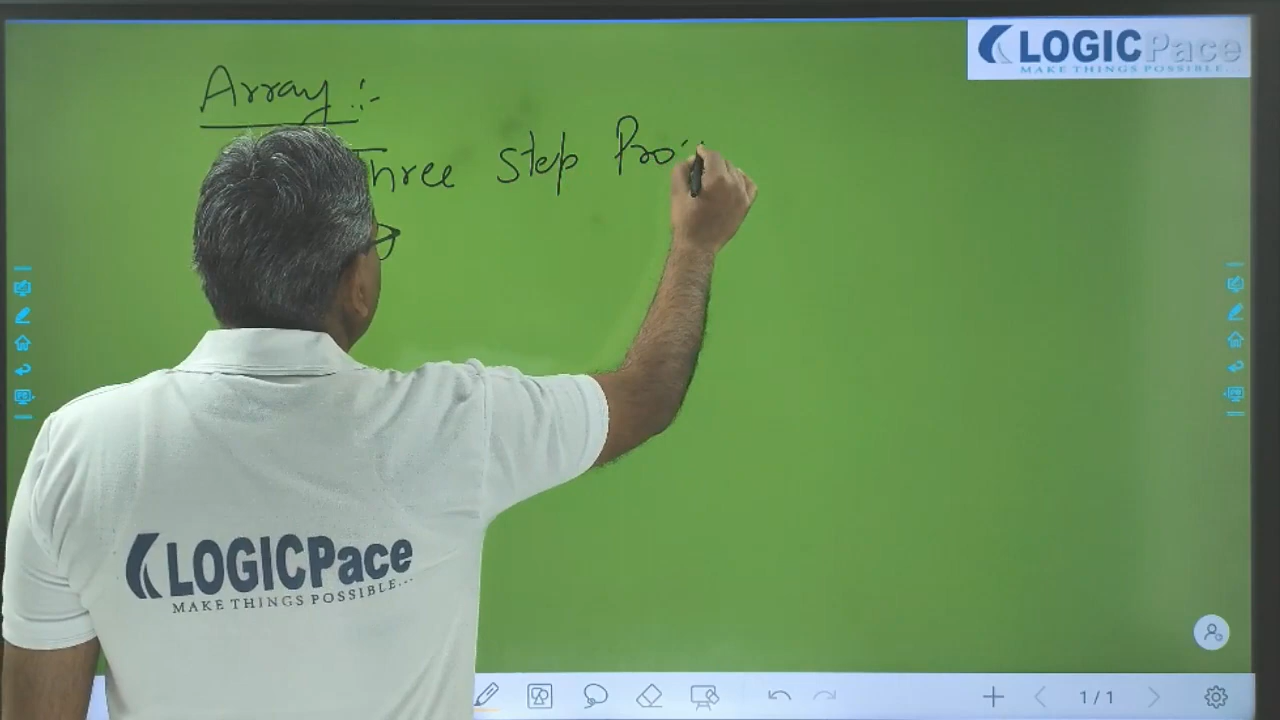 LOGICPace
MAKE THINGS POSSIBLE...
Array :-
Three Step Pro
LOGICPace
MAKE THINGS POSSIBLE...
1/1